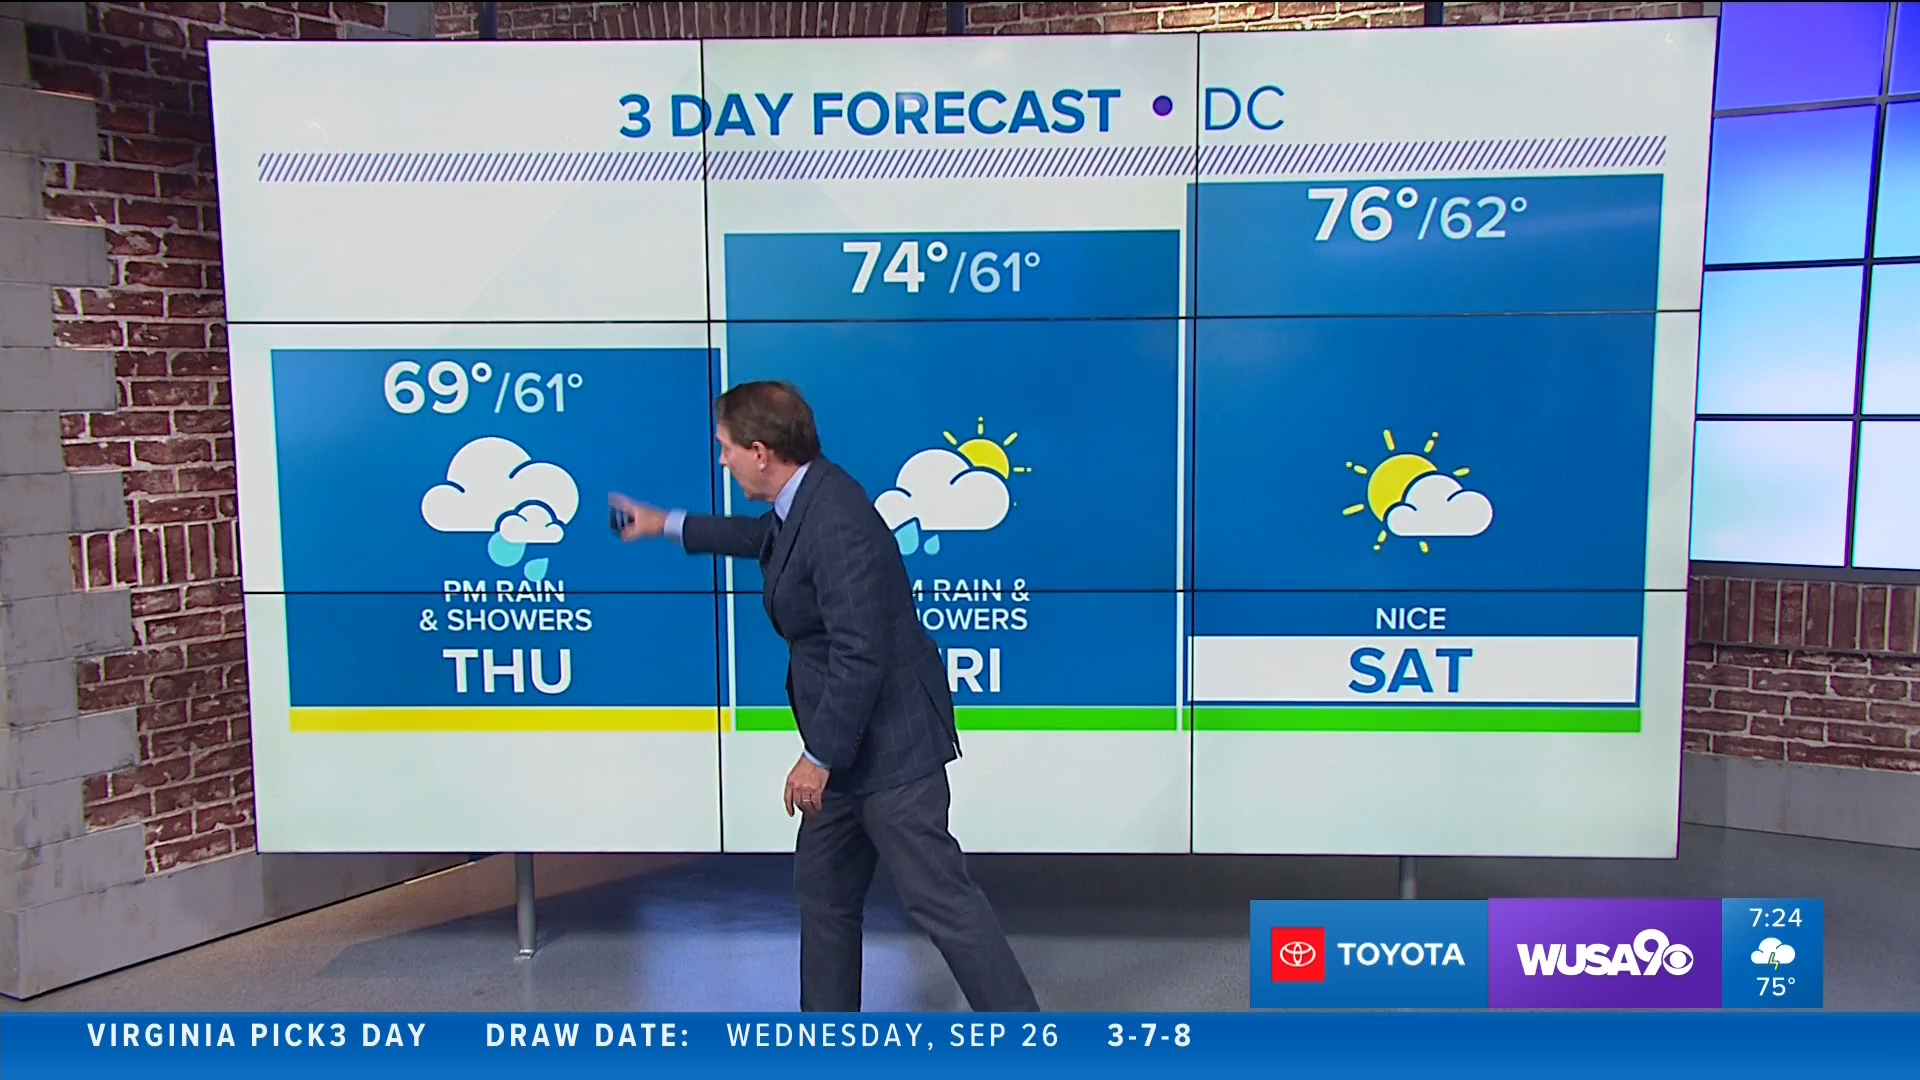 3 DAY FORECAST • DC
69°/61°
PM RAIN
& SHOWERS
THU
74°/61°
RAIN &
76°/62°
NICE
SAT
TOYOTA
WUSA9
7:24
75°
VIRGINIA PICK3 DAY DRAW DATE: WEDNESDAY, SEP 26 3-7-8